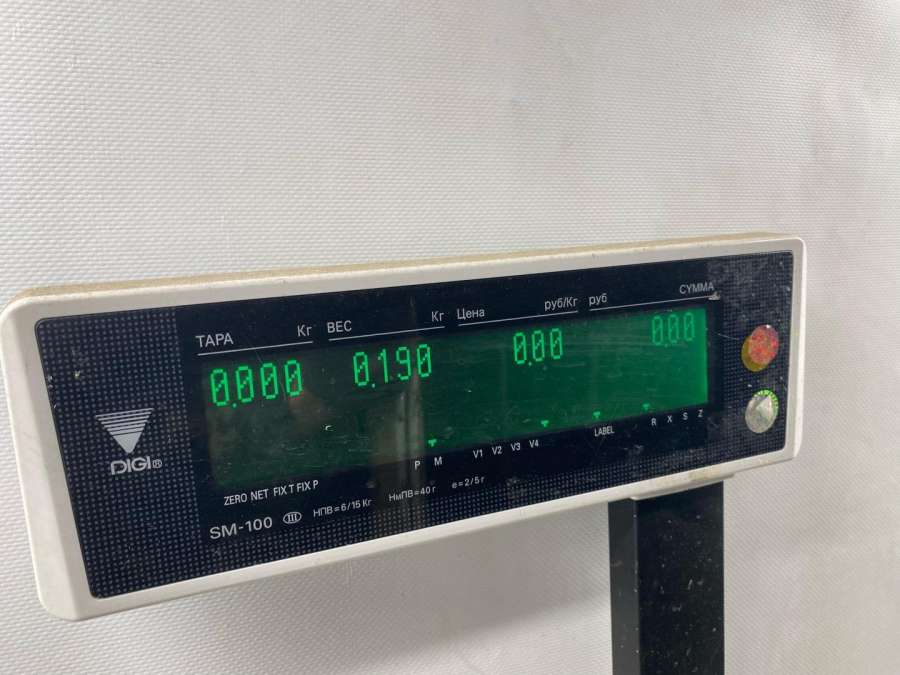 ТАРА Кг ВЕС Кг Цена руб/Кг руб СУММА
0.000 0.190 0.00 0.00
P M V1 V2 V3 V4 LABEL R X S Z
DIGI®
ZERO NET FIX T FIX P
SM-100 III НПВ=6/15 Кг НмПВ=40 г e=2/5 г